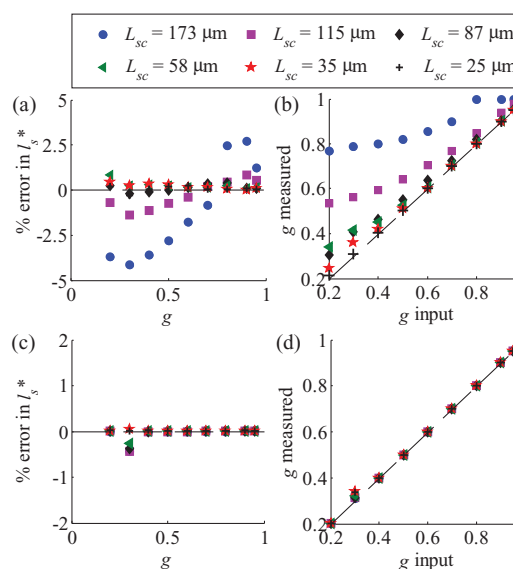 L_sc = 173 μm L_sc = 115 μm L_sc = 87 μm
L_sc = 58 μm L_sc = 35 μm L_sc = 25 μm
(a)
% error in l_s*
5
2.5
0
-2.5
-5
0 0.5 1
g
(b)
g measured
1
0.8
0.6
0.4
0.2
0.2 0.4 0.6 0.8
g input
(c)
% error in l_s*
2
1
0
-1
-2
0 0.5 1
g
(d)
g measured
1
0.8
0.6
0.4
0.2
0.2 0.4 0.6 0.8
g input